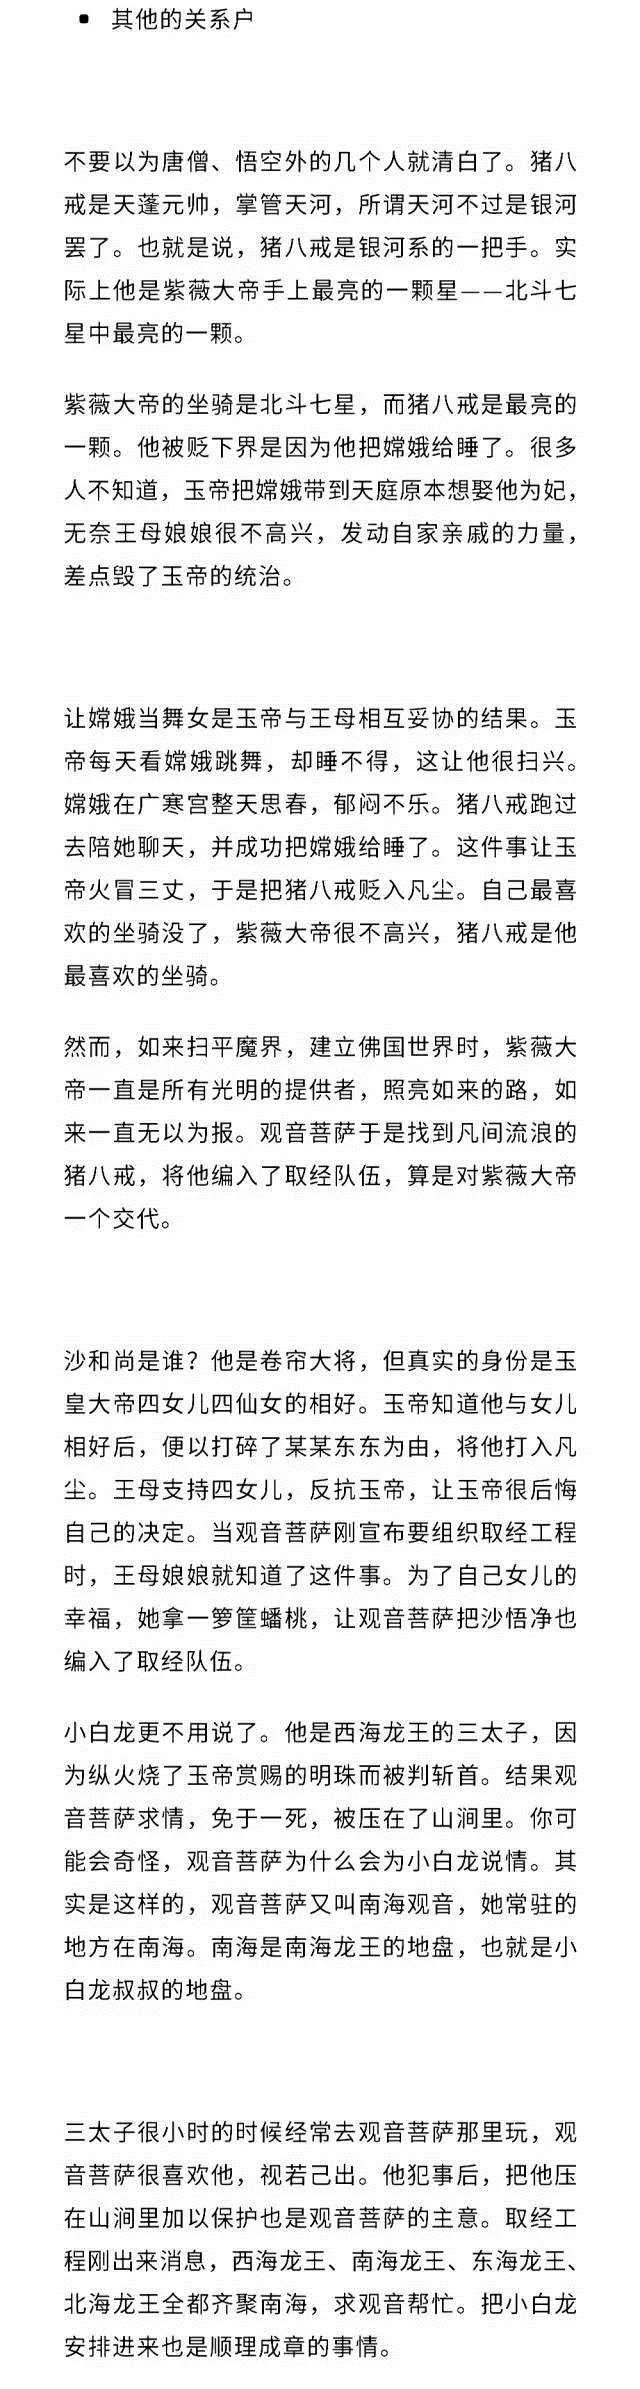 • 其他的关系户
不要以为唐僧、悟空外的几个人就清白了。猪八
戒是天蓬元帅，掌管天河，所谓天河不过是银河
罢了。也就是说，猪八戒是银河系的一把手。实
际上他是紫薇大帝手上最亮的一颗星——北斗七
星中最亮的一颗。
紫薇大帝的坐骑是北斗七星，而猪八戒是最亮的
一颗。他被贬下界是因为他把嫦娥给睡了。很多
人不知道，玉帝把嫦娥带到天庭原本想娶他为妃，
无奈王母娘娘很不高兴，发动自家亲戚的力量，
差点毁了玉帝的统治。
让嫦娥当舞女是玉帝与王母相互妥协的结果。玉
帝每天看嫦娥跳舞，却睡不得，这让他很扫兴。
嫦娥在广寒宫整天思春，郁闷不乐。猪八戒跑过
去陪她聊天，并成功把嫦娥给睡了。这件事让玉
帝火冒三丈，于是把猪八戒贬入凡尘。自己最喜
欢的坐骑没了，紫薇大帝很不高兴，猪八戒是他
最喜欢的坐骑。
然而，如来扫平魔界，建立佛国世界时，紫薇大
帝一直是所有光明的提供者，照亮如来的路，如
来一直无以为报。观音菩萨于是找到凡间流浪的
猪八戒，将他编入了取经队伍，算是对紫薇大帝
一个交代。
沙和尚是谁？他是卷帘大将，但真实的身份是玉
皇大帝四女儿四仙女的相好。玉帝知道他与女儿
相好后，便以打碎了某某东东为由，将他打入凡
尘。王母支持四女儿，反抗玉帝，让玉帝很后悔
自己的决定。当观音菩萨刚宣布要组织取经工程
时，王母娘娘就知道了这件事。为了自己女儿的
幸福，她拿一箩筐蟠桃，让观音菩萨把沙悟净也
编入了取经队伍。
小白龙更不用说了。他是西海龙王的三太子，因
为纵火烧了玉帝赏赐的明珠而被判斩首。结果观
音菩萨求情，免于一死，被压在了山涧里。你可
能会奇怪，观音菩萨为什么会为小白龙说情。其
实是这样的，观音菩萨又叫南海观音，她常驻的
地方在南海。南海是南海龙王的地盘，也就是小
白龙叔叔的地盘。
三太子很小时的时候经常去观音菩萨那里玩，观
音菩萨很喜欢他，视若己出。他犯事后，把他压
在山涧里加以保护也是观音菩萨的主意。取经工
程刚出来消息，西海龙王、南海龙王、东海龙王、
北海龙王全都齐聚南海，求观音帮忙。把小白龙
安排进来也是顺理成章的事情。